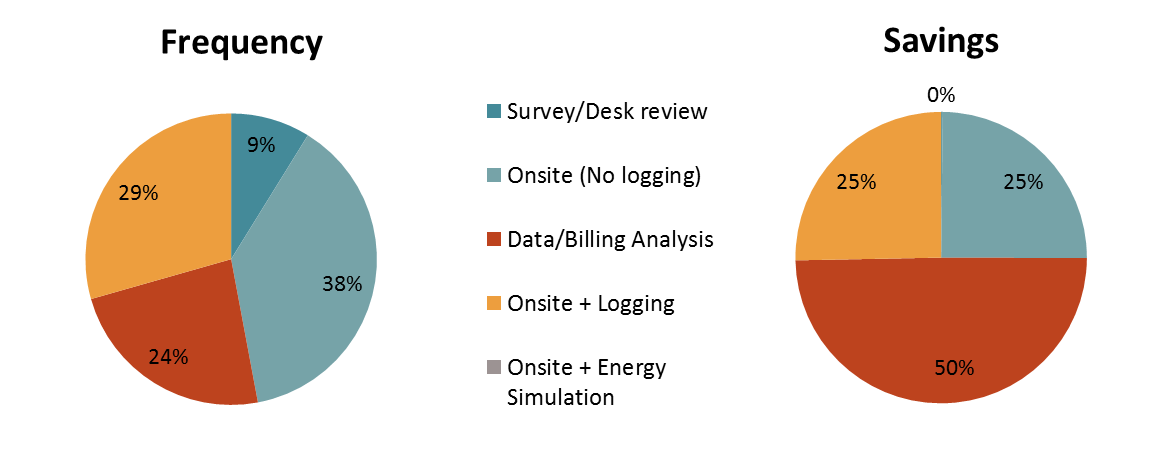 Frequency
9%
38%
24%
29%
Survey/Desk review
Onsite (No logging)
Data/Billing Analysis
Onsite + Logging
Onsite + Energy
Simulation
Savings
0%
25%
50%
25%